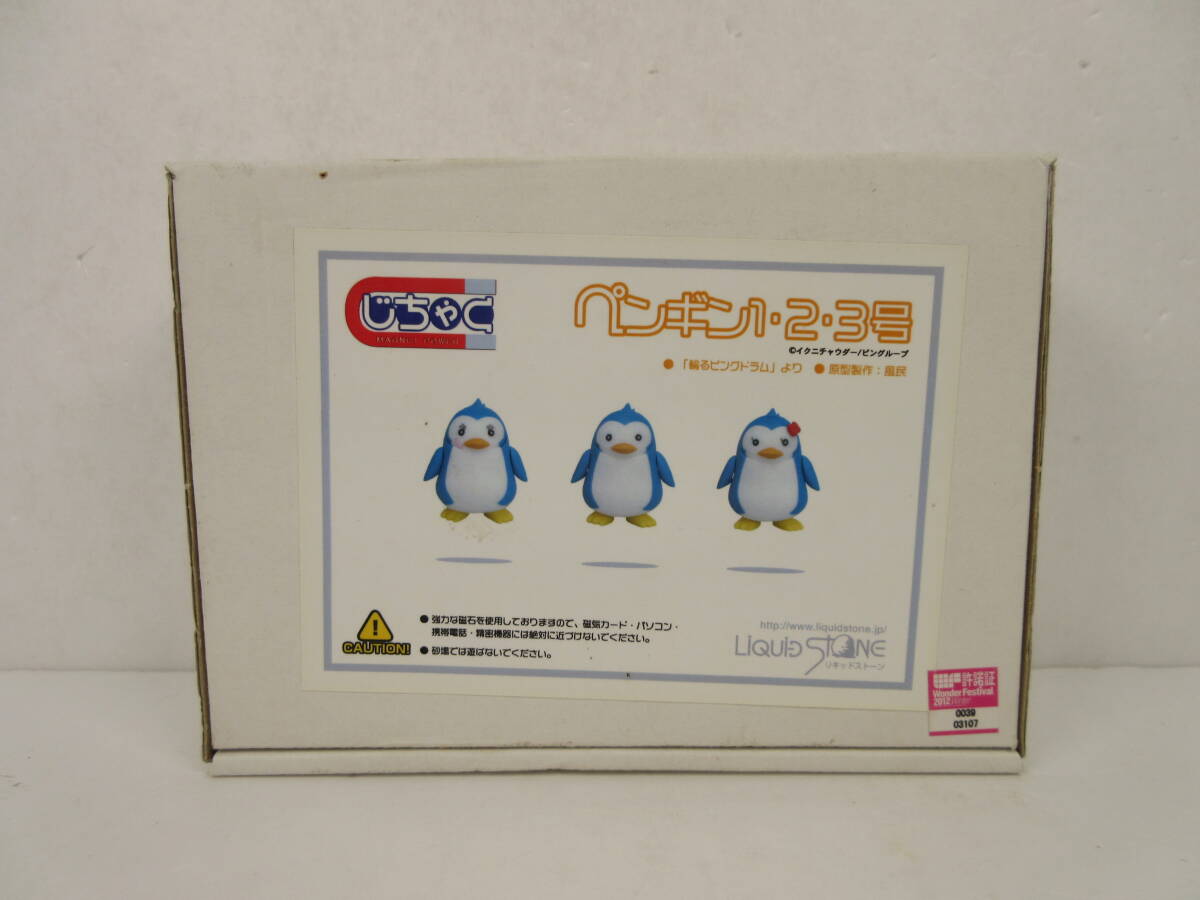 じちゃく
MAGNET POWER
ペンギン1・2・3号
©イクニチャウダー/ピングループ
●「輪るピングドラム」より ●原型製作：風民
CAUTION!
●強力な磁石を使用しておりますので、磁気カード・パソコン・
携帯電話・精密機器には絶対に近づけないでください。
●砂場では遊ばないでください。
http://www.liquidstone.jp/
LIQUID STONE
リキッドストーン
許諾証
Wonder Festival
2012
0039
03107